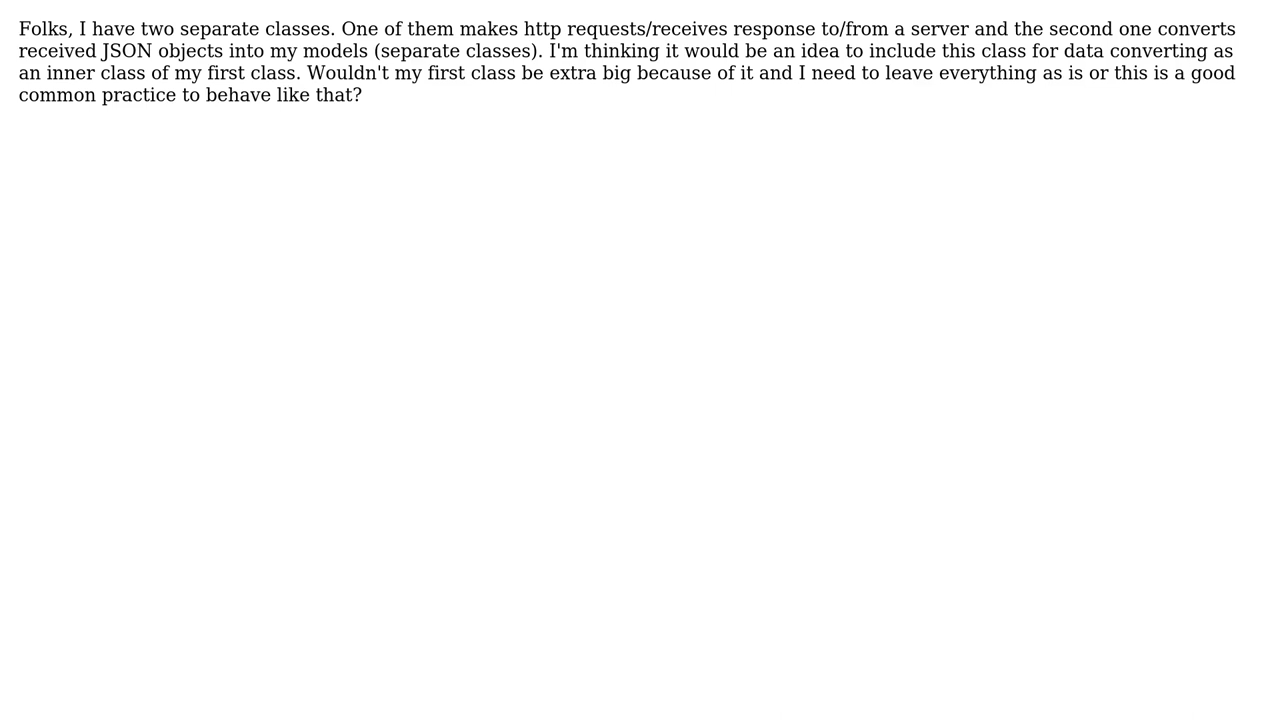 Folks, I have two separate classes. One of them makes http requests/receives response to/from a server and the second one converts
received JSON objects into my models (separate classes). I'm thinking it would be an idea to include this class for data converting as
an inner class of my first class. Wouldn't my first class be extra big because of it and I need to leave everything as is or this is a good
common practice to behave like that?